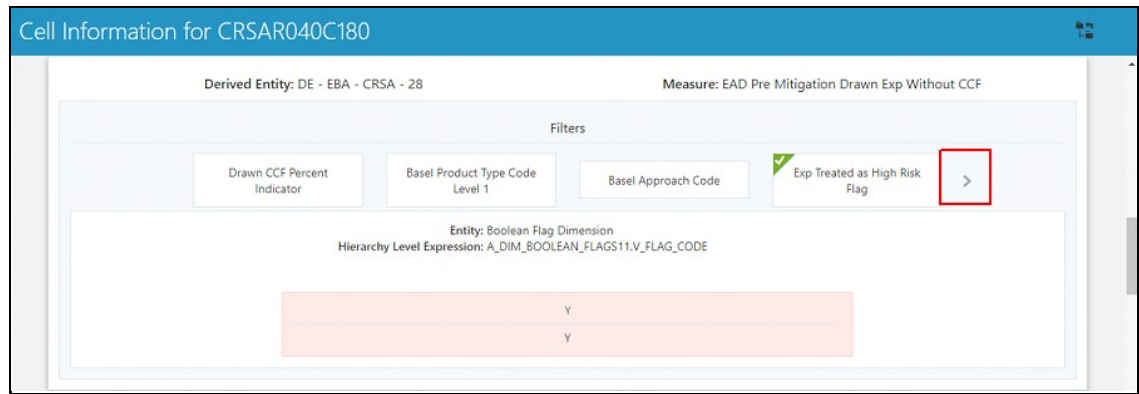 Cell Information for CRSAR040C180
Derived Entity: DE - EBA - CRSA - 28
Measure: EAD Pre Mitigation Drawn Exp Without CCF
Filters
Drawn CCF Percent
Indicator
Basel Product Type Code
Level 1
Basel Approach Code
Exp Treated as High Risk
Flag
>
Entity: Boolean Flag Dimension
Hierarchy Level Expression: A_DIM_BOOLEAN_FLAGS11.V_FLAG_CODE
Y
Y